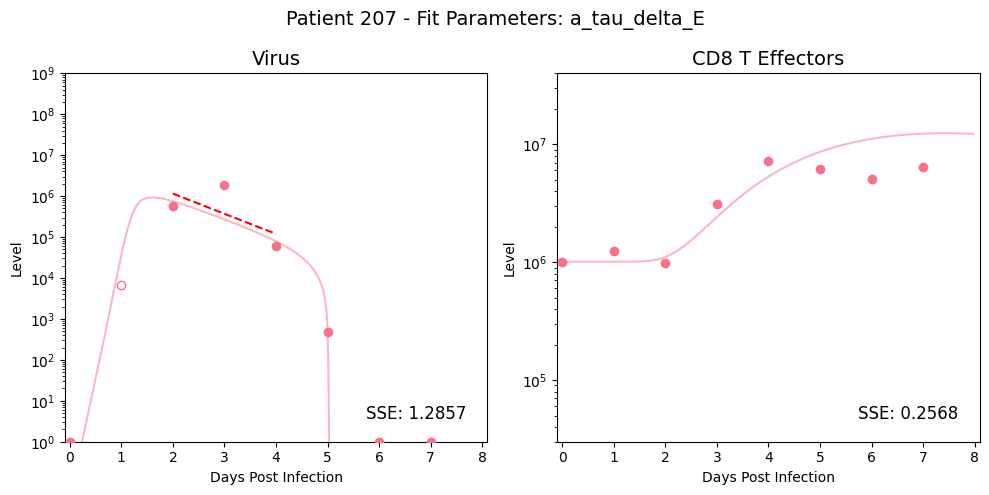 Patient 207 - Fit Parameters: a_tau_delta_E
Virus
CD8 T Effectors
10^9
10^8
10^7
10^6
10^5
10^4
10^3
10^2
10^1
10^0
Level
0 1 2 3 4 5 6 7 8
Days Post Infection
SSE: 1.2857
10^7
10^6
10^5
Level
0 1 2 3 4 5 6 7 8
Days Post Infection
SSE: 0.2568